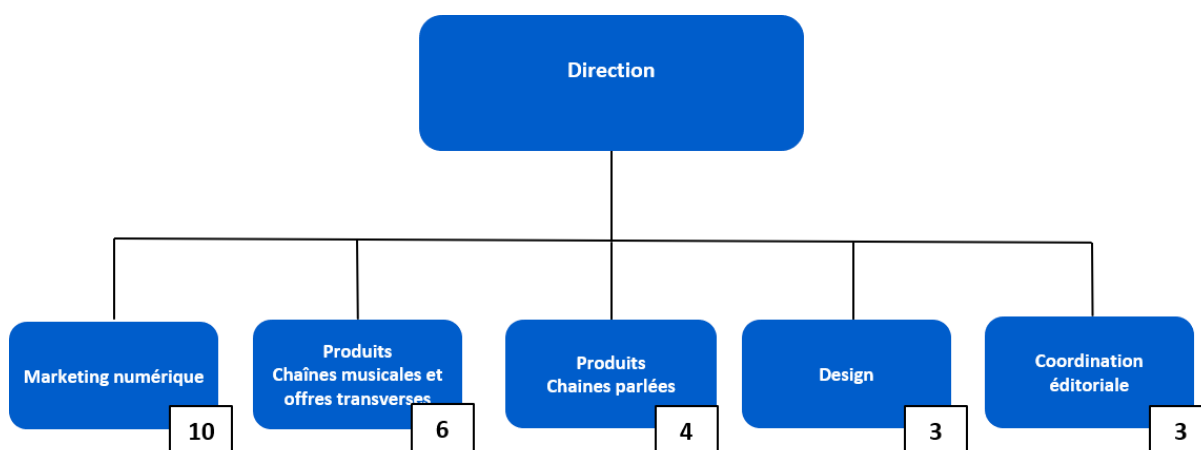 Direction
Marketing numérique
10
Produits
Chaînes musicales et
offres transverses
6
Produits
Chaines parlées
4
Design
3
Coordination
éditoriale
3